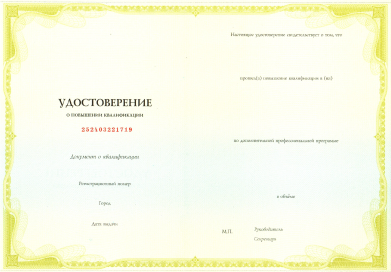 УДОСТОВЕРЕНИЕ
О ПОВЫШЕНИИ КВАЛИФИКАЦИИ
252403221719
Документ о квалификации
Регистрационный номер
Город
Дата выдачи
Настоящее удостоверение свидетельствует о том, что
прошел(а) повышение квалификации в (на)
по дополнительной профессиональной программе
в объёме
М.П.
Руководитель
Секретарь